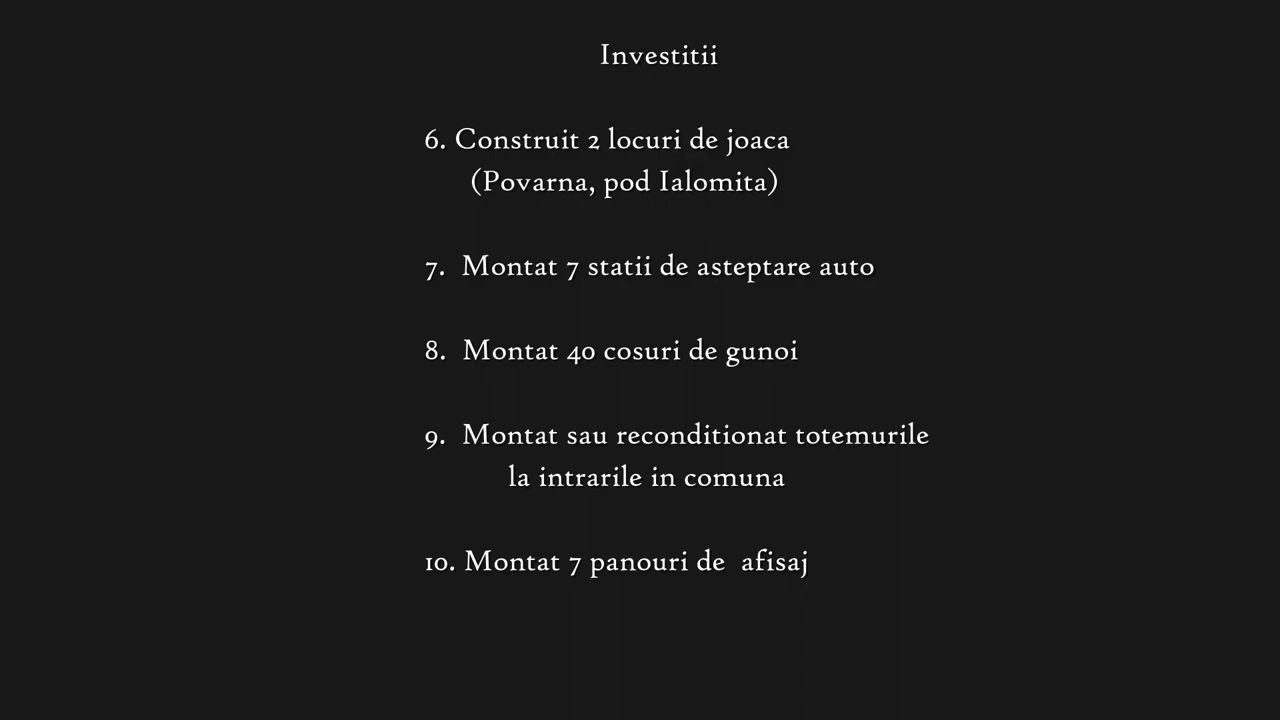 Investitii
6. Construit 2 locuri de joaca
(Povarna, pod Ialomita)
7. Montat 7 statii de asteptare auto
8. Montat 40 cosuri de gunoi
9. Montat sau reconditionat totemurile
la intrarile in comuna
10. Montat 7 panouri de afisaj